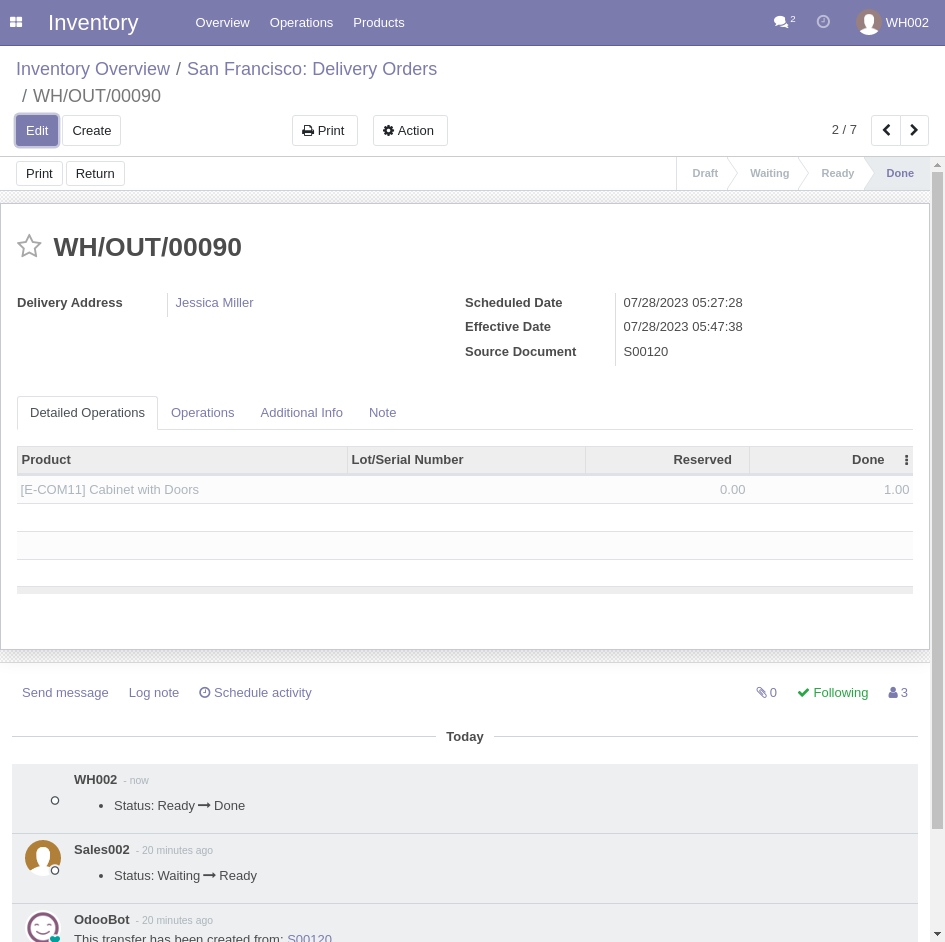 Inventory Overview Operations Products 2 WH002
Inventory Overview / San Francisco: Delivery Orders
/ WH/OUT/00090
Edit Create Print Action 2 / 7
Print Return Draft Waiting Ready Done
WH/OUT/00090
Delivery Address Jessica Miller Scheduled Date 07/28/2023 05:27:28
Effective Date 07/28/2023 05:47:38
Source Document S00120
Detailed Operations Operations Additional Info Note
Product Lot/Serial Number Reserved Done
[E-COM11] Cabinet with Doors 0.00 1.00
Send message Log note Schedule activity 0 Following 3
Today
WH002 - now
• Status: Ready → Done
Sales002 - 20 minutes ago
• Status: Waiting → Ready
OdooBot - 20 minutes ago
This transfer has been created from: S00120